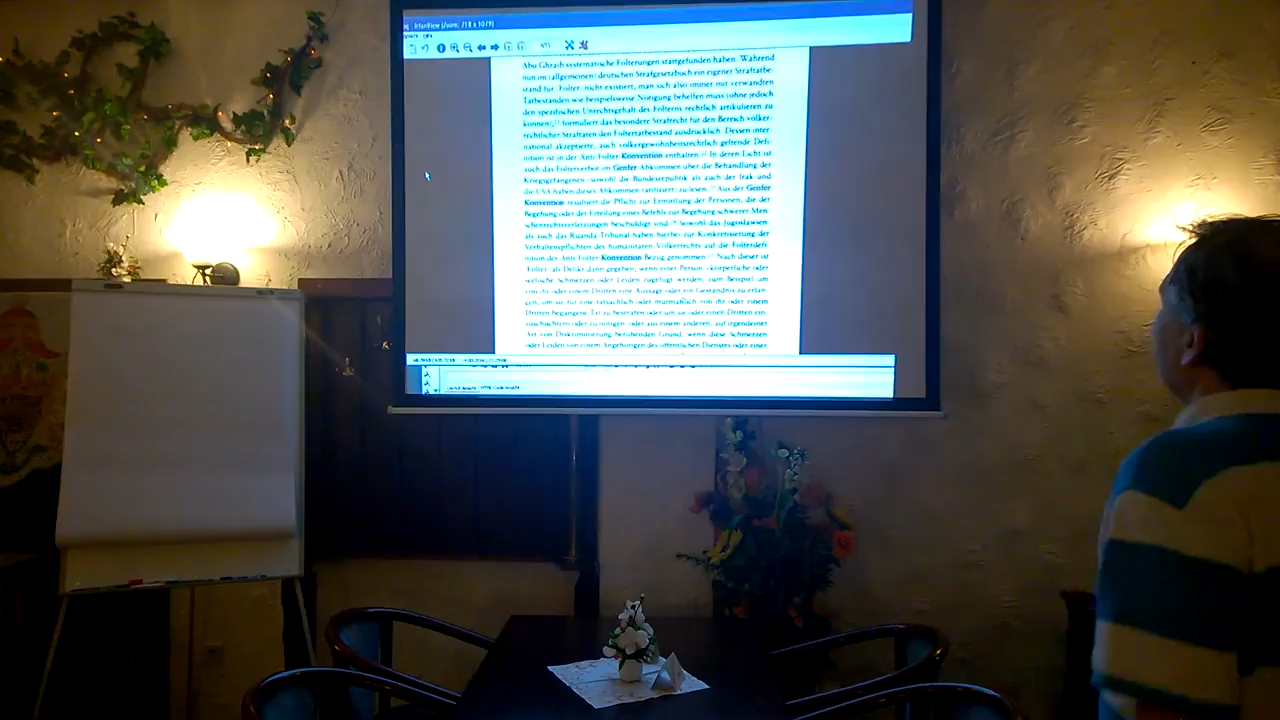 IrfanView (Zoom: 718 x 1079)
Abu Ghraib systematische Folterungen stattgefunden haben. Während
nun im (allgemeinen) deutschen Strafgesetzbuch ein eigener Straftatbe-
stand für ‚Folter' nicht existiert, man sich also immer mit verwandten
Tatbeständen wie beispielsweise Nötigung behelfen muss (ohne jedoch
den spezifischen Unrechtsgehalt des Folterns rechtlich artikulieren zu
können), formuliert das besondere Strafrecht für den Bereich völker-
rechtlicher Straftaten den Foltertatbestand ausdrücklich. Dessen inter-
national akzeptierte, auch völkergewohnheitsrechtlich geltende Defi-
nition ist in der Anti-Folter-Konvention enthalten. In deren Licht ist
auch das Folterverbot im Genfer Abkommen über die Behandlung der
Kriegsgefangenen – sowohl die Bundesrepublik als auch der Irak und
die USA haben dieses Abkommen ratifiziert – zu lesen. Aus der Genfer
Konvention resultiert die Pflicht zur Ermittlung der Personen, die der
Begehung oder der Erteilung eines Befehls zur Begehung schwerer Men-
schenrechtsverletzungen beschuldigt sind. Sowohl das Jugoslawien-
als auch das Ruanda-Tribunal haben hierbei zur Konkretisierung der
Verhaltenspflichten des humanitären Völkerrechts auf die Folterdefi-
nition des Anti-Folter-Konvention Bezug genommen. Nach dieser ist
‚Folter' als Delikt dann gegeben, wenn einer Person »körperliche oder
seelische Schmerzen oder Leiden zugefügt werden, zum Beispiel um
von ihr oder einem Dritten eine Aussage oder ein Geständnis zu erlan-
gen, um sie für eine tatsächlich oder mutmaßlich von ihr oder einem
Dritten begangene Tat zu bestrafen oder um sie oder einen Dritten ein-
zuschüchtern oder zu nötigen, oder aus einem anderen, auf irgendeiner
Art von Diskriminierung beruhenden Grund, wenn diese Schmerzen
oder Leiden von einem Angehörigen des öffentlichen Dienstes oder einer